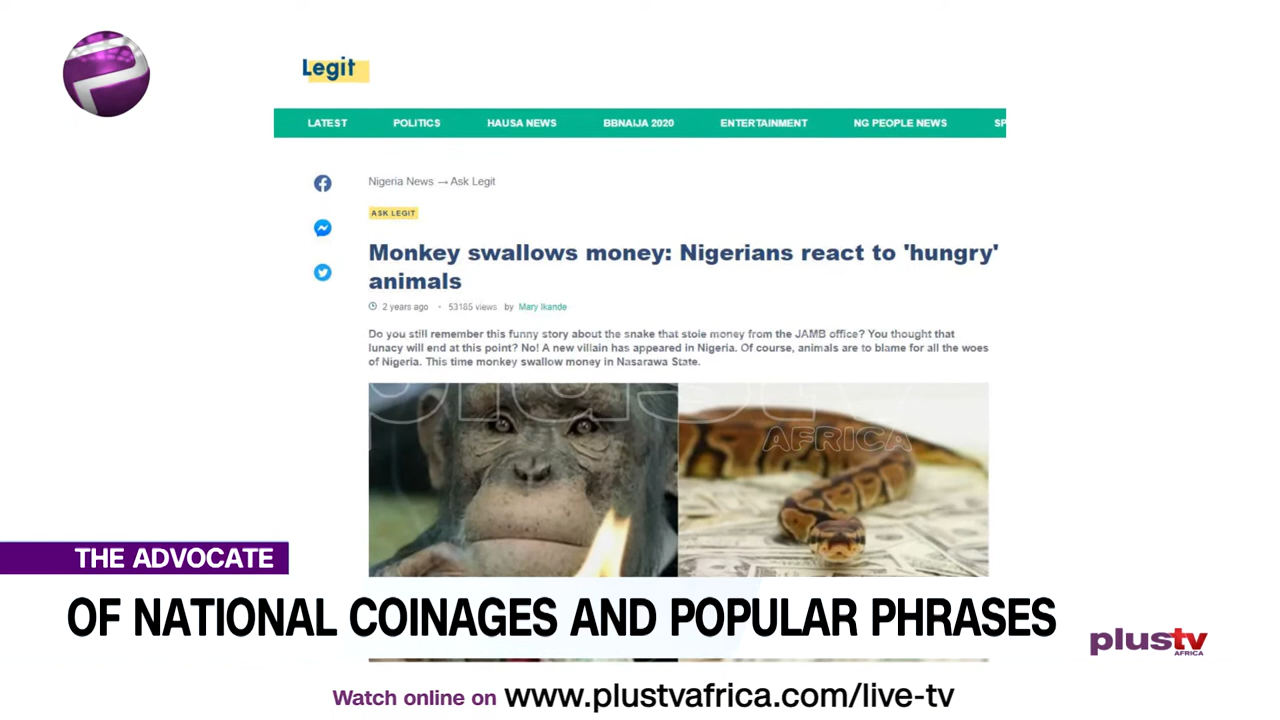 Legit
LATEST POLITICS HAUSA NEWS BBNAIJA 2020 ENTERTAINMENT NG PEOPLE NEWS SP
Nigeria News → Ask Legit
ASK LEGIT
Monkey swallows money: Nigerians react to 'hungry'
animals
2 years ago - 53185 views by Mary Ikande
Do you still remember this funny story about the snake that stole money from the JAMB office? You thought that
lunacy will end at this point? No! A new villain has appeared in Nigeria. Of course, animals are to blame for all the woes
of Nigeria. This time monkey swallow money in Nasarawa State.
plustv
AFRICA
THE ADVOCATE
OF NATIONAL COINAGES AND POPULAR PHRASES
plustv
AFRICA
Watch online on www.plustvafrica.com/live-tv